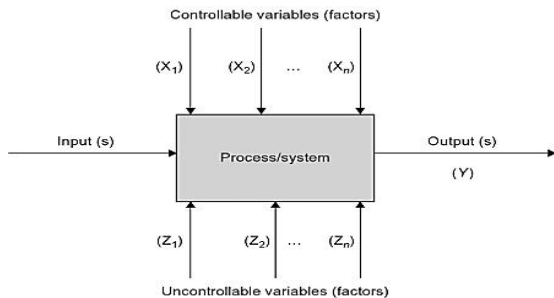 Controllable variables (factors)
(X₁) (X₂) ... (Xₙ)
Input (s) Process/system Output (s)
(Y)
(Z₁) (Z₂) ... (Zₙ)
Uncontrollable variables (factors)